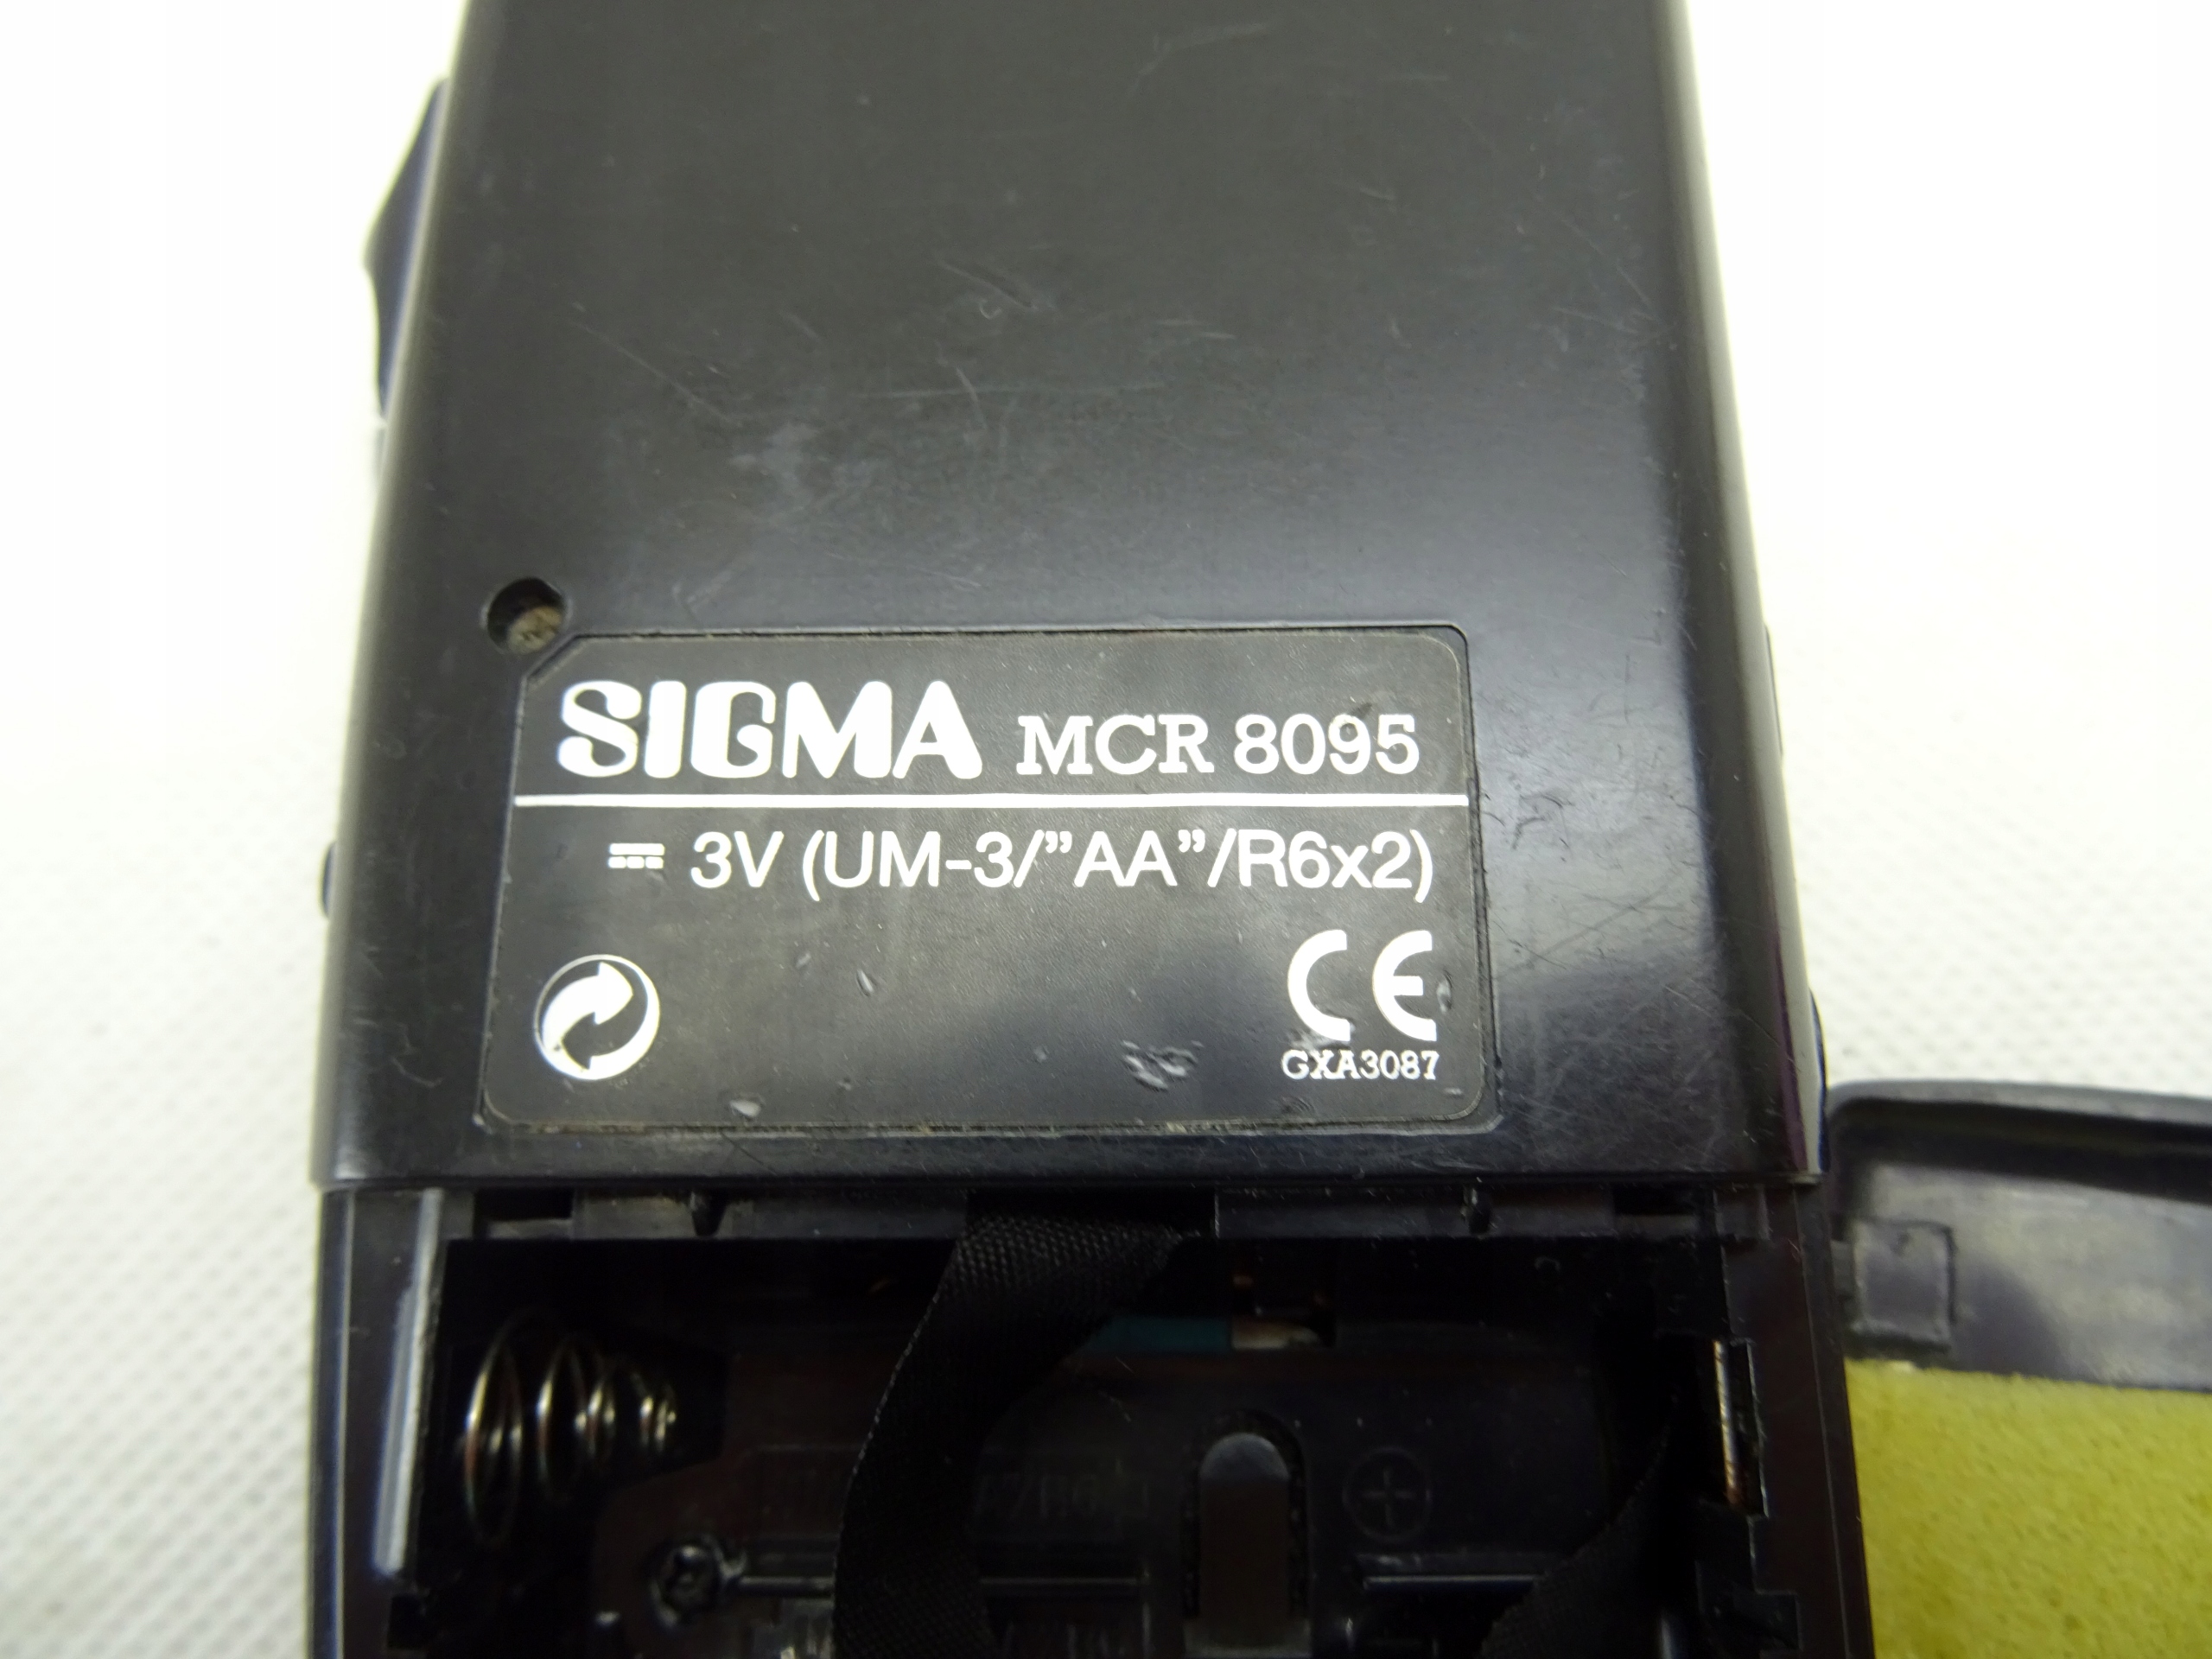 SIGMA MCR 8095
3V (UM-3/”AA”/R6x2)
CE
GXA3087